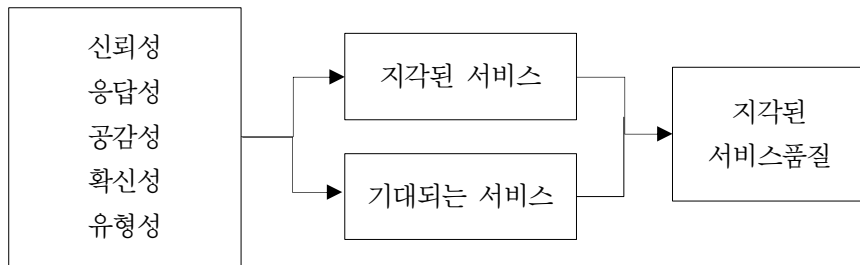 신뢰성
응답성
공감성
확신성
유형성
지각된 서비스
기대되는 서비스
지각된
서비스품질